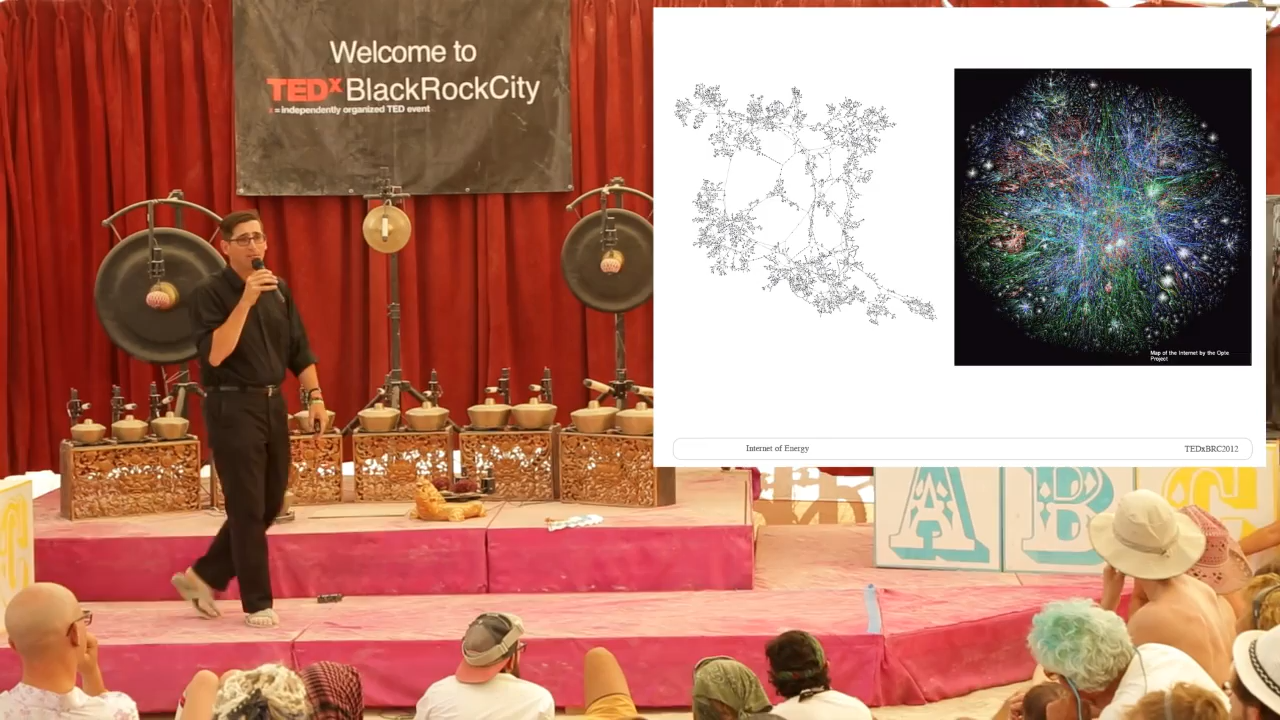 Welcome to
TEDx BlackRockCity
x = independently organized TED event
Map of the Internet by the Opte
Project
Internet of Energy
TEDxBRC2012
A B C